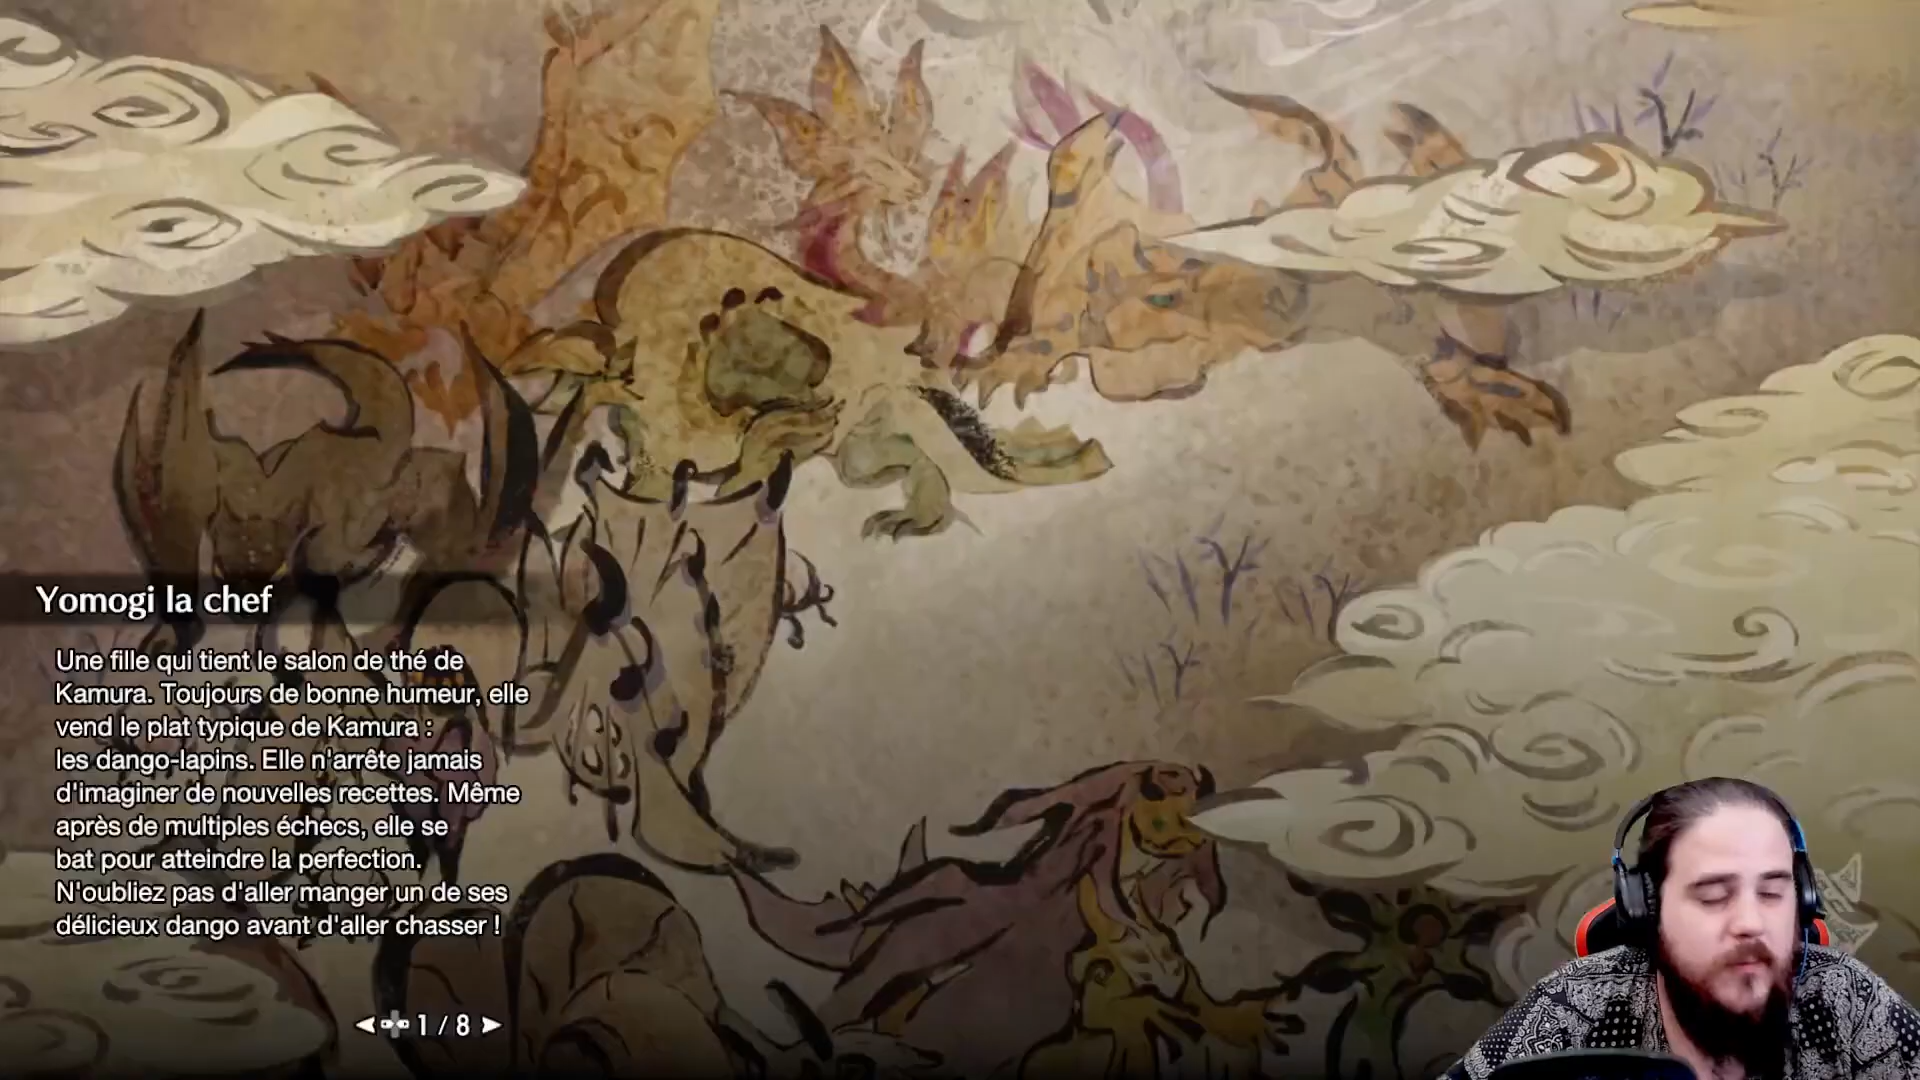 Yomogi la chef
Une fille qui tient le salon de thé de
Kamura. Toujours de bonne humeur, elle
vend le plat typique de Kamura :
les dango-lapins. Elle n'arrête jamais
d'imaginer de nouvelles recettes. Même
après de multiples échecs, elle se
bat pour atteindre la perfection.
N'oubliez pas d'aller manger un de ses
délicieux dango avant d'aller chasser !
1 / 8